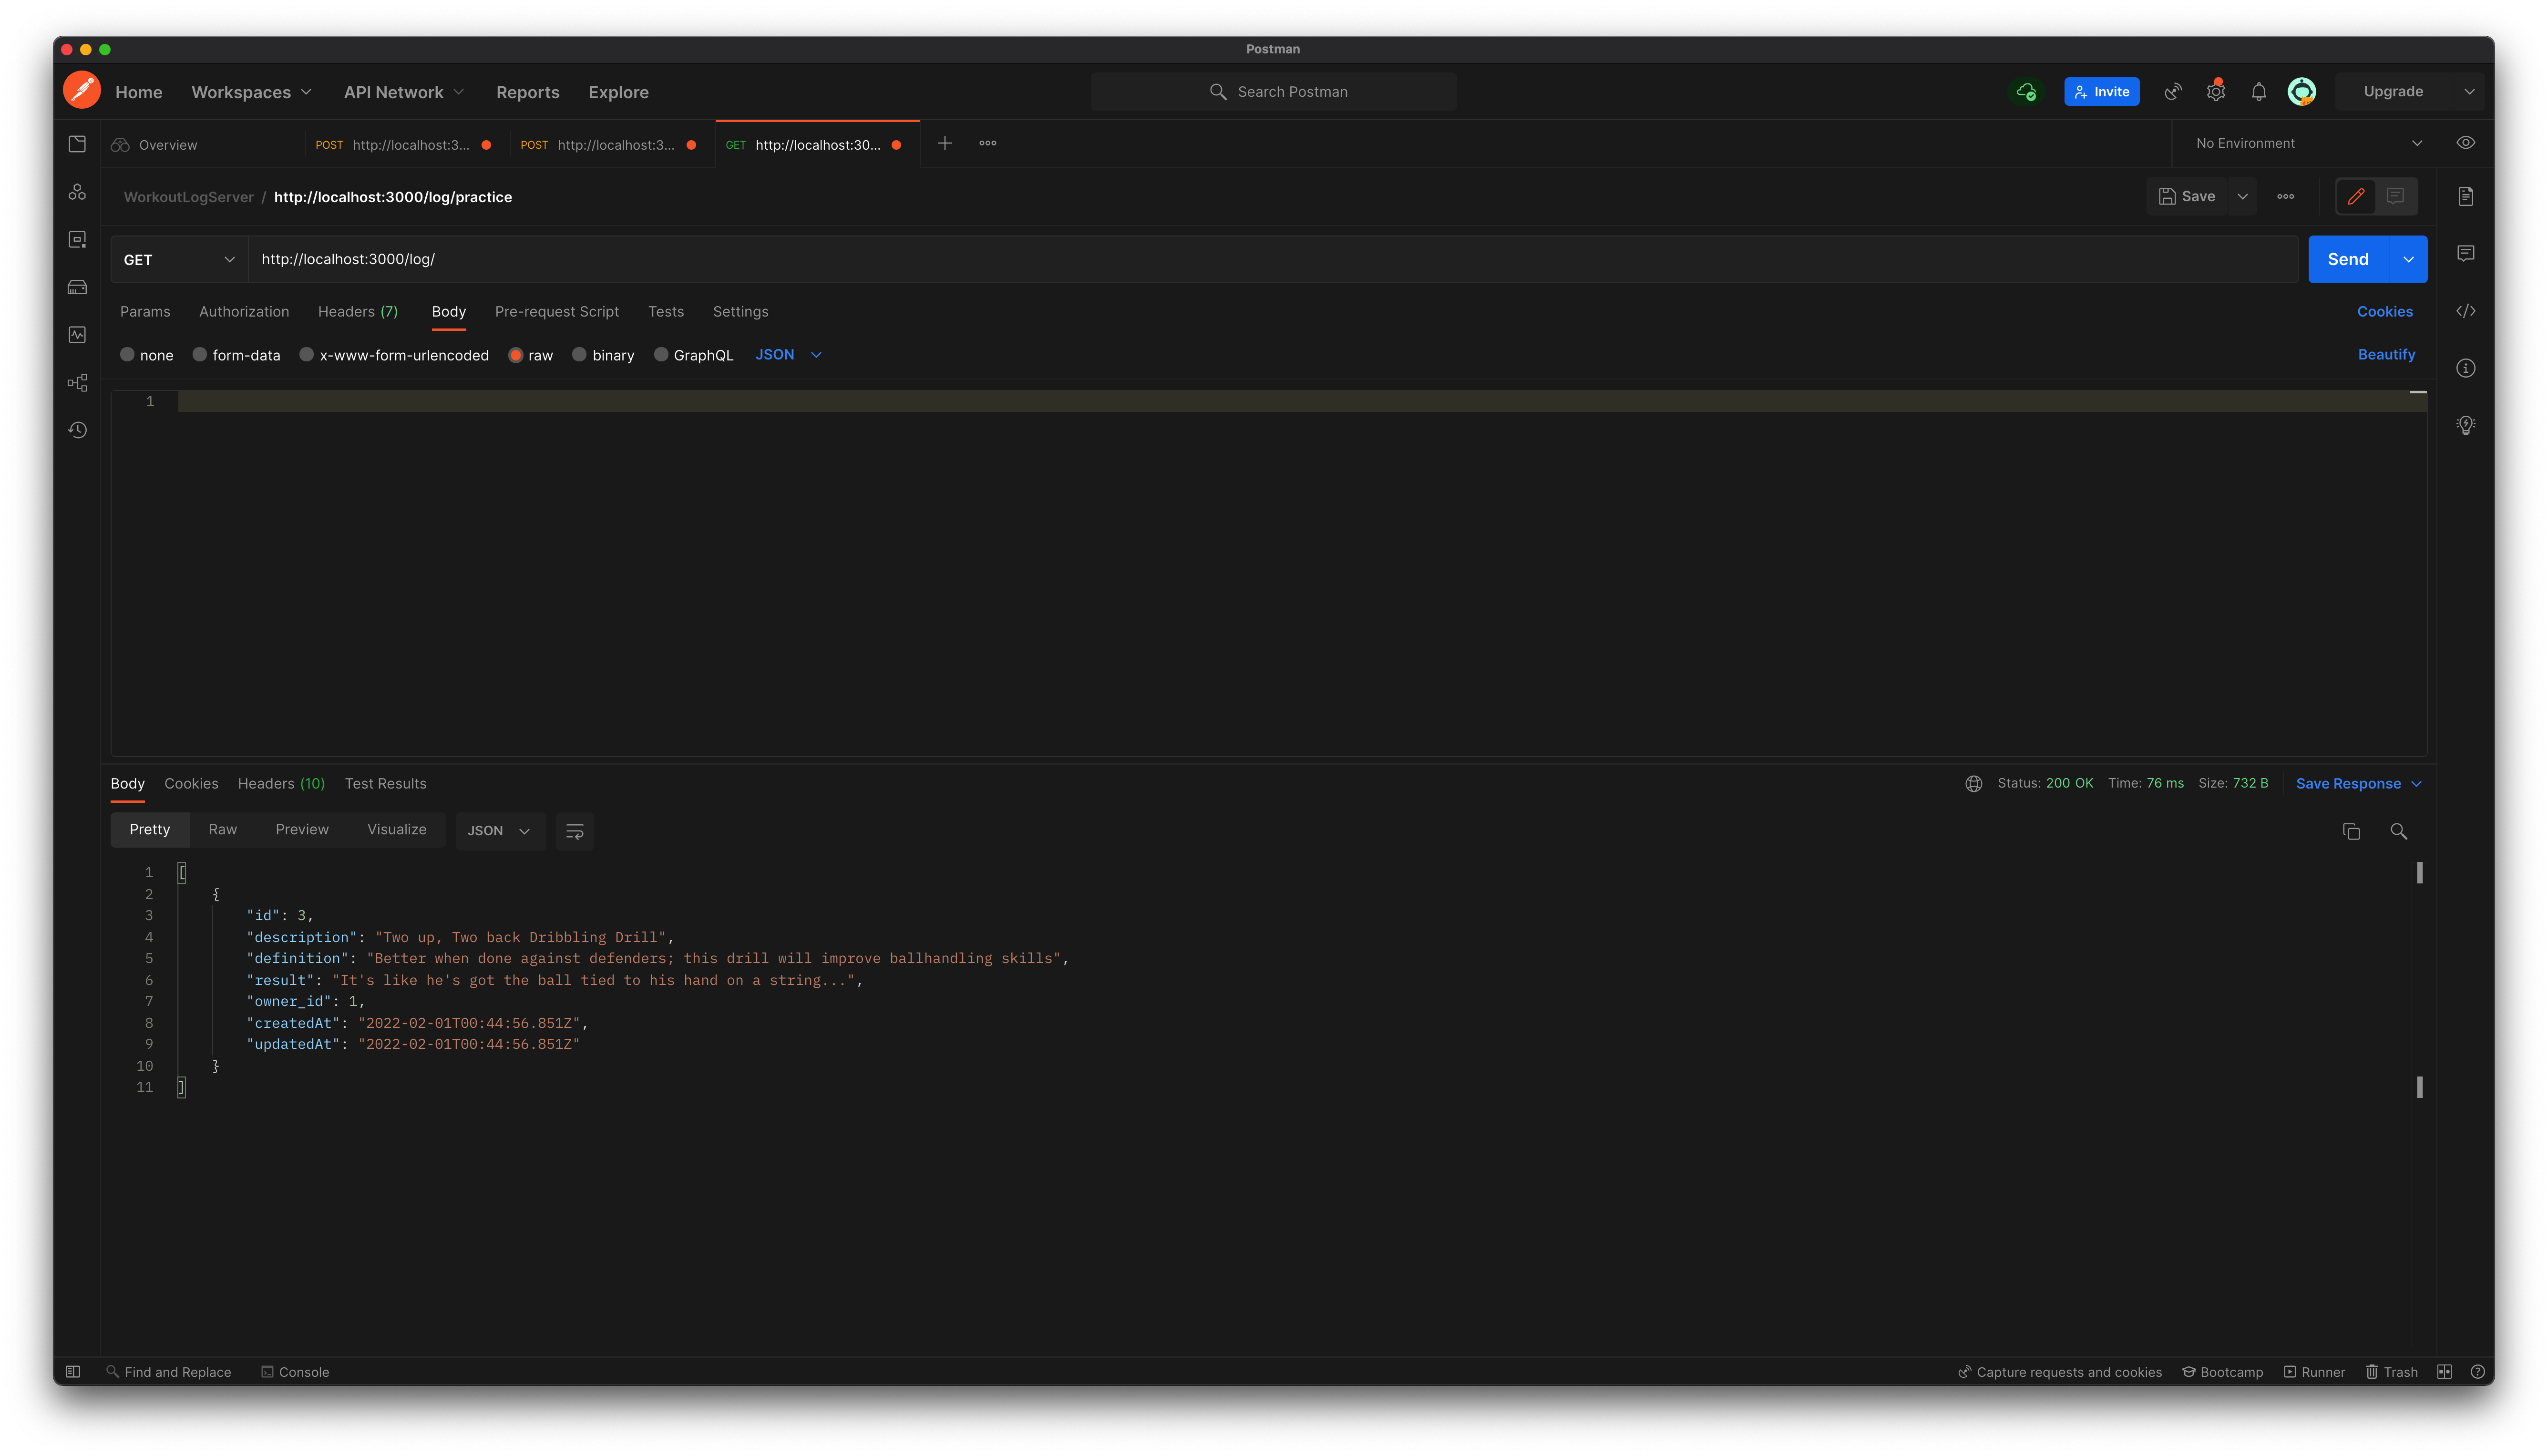 Postman
Home Workspaces API Network Reports Explore Search Postman Invite Upgrade
Overview POST http://localhost:3... POST http://localhost:3... GET http://localhost:30... No Environment
WorkoutLogServer / http://localhost:3000/log/practice Save
GET http://localhost:3000/log/ Send
Params Authorization Headers (7) Body Pre-request Script Tests Settings Cookies
none form-data x-www-form-urlencoded raw binary GraphQL JSON Beautify
1
Body Cookies Headers (10) Test Results Status: 200 OK Time: 76 ms Size: 732 B Save Response
Pretty Raw Preview Visualize JSON
1 [
2 {
3 "id": 3,
4 "description": "Two up, Two back Dribbling Drill",
5 "definition": "Better when done against defenders; this drill will improve ballhandling skills",
6 "result": "It's like he's got the ball tied to his hand on a string...",
7 "owner_id": 1,
8 "createdAt": "2022-02-01T00:44:56.851Z",
9 "updatedAt": "2022-02-01T00:44:56.851Z"
10 }
11 ]
Find and Replace Console Capture requests and cookies Bootcamp Runner Trash